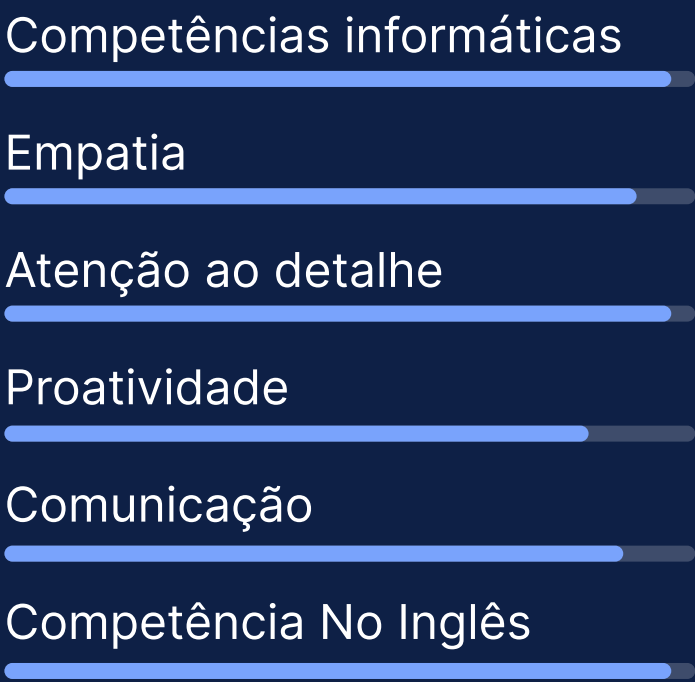 Competências informáticas
Empatia
Atenção ao detalhe
Proatividade
Comunicação
Competência No Inglês